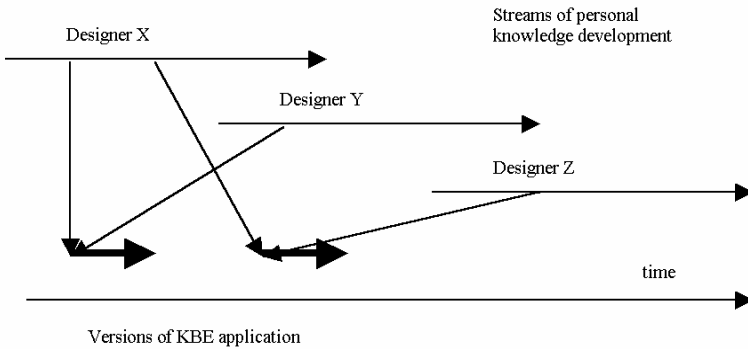 Designer X
Streams of personal
knowledge development
Designer Y
Designer Z
time
Versions of KBE application